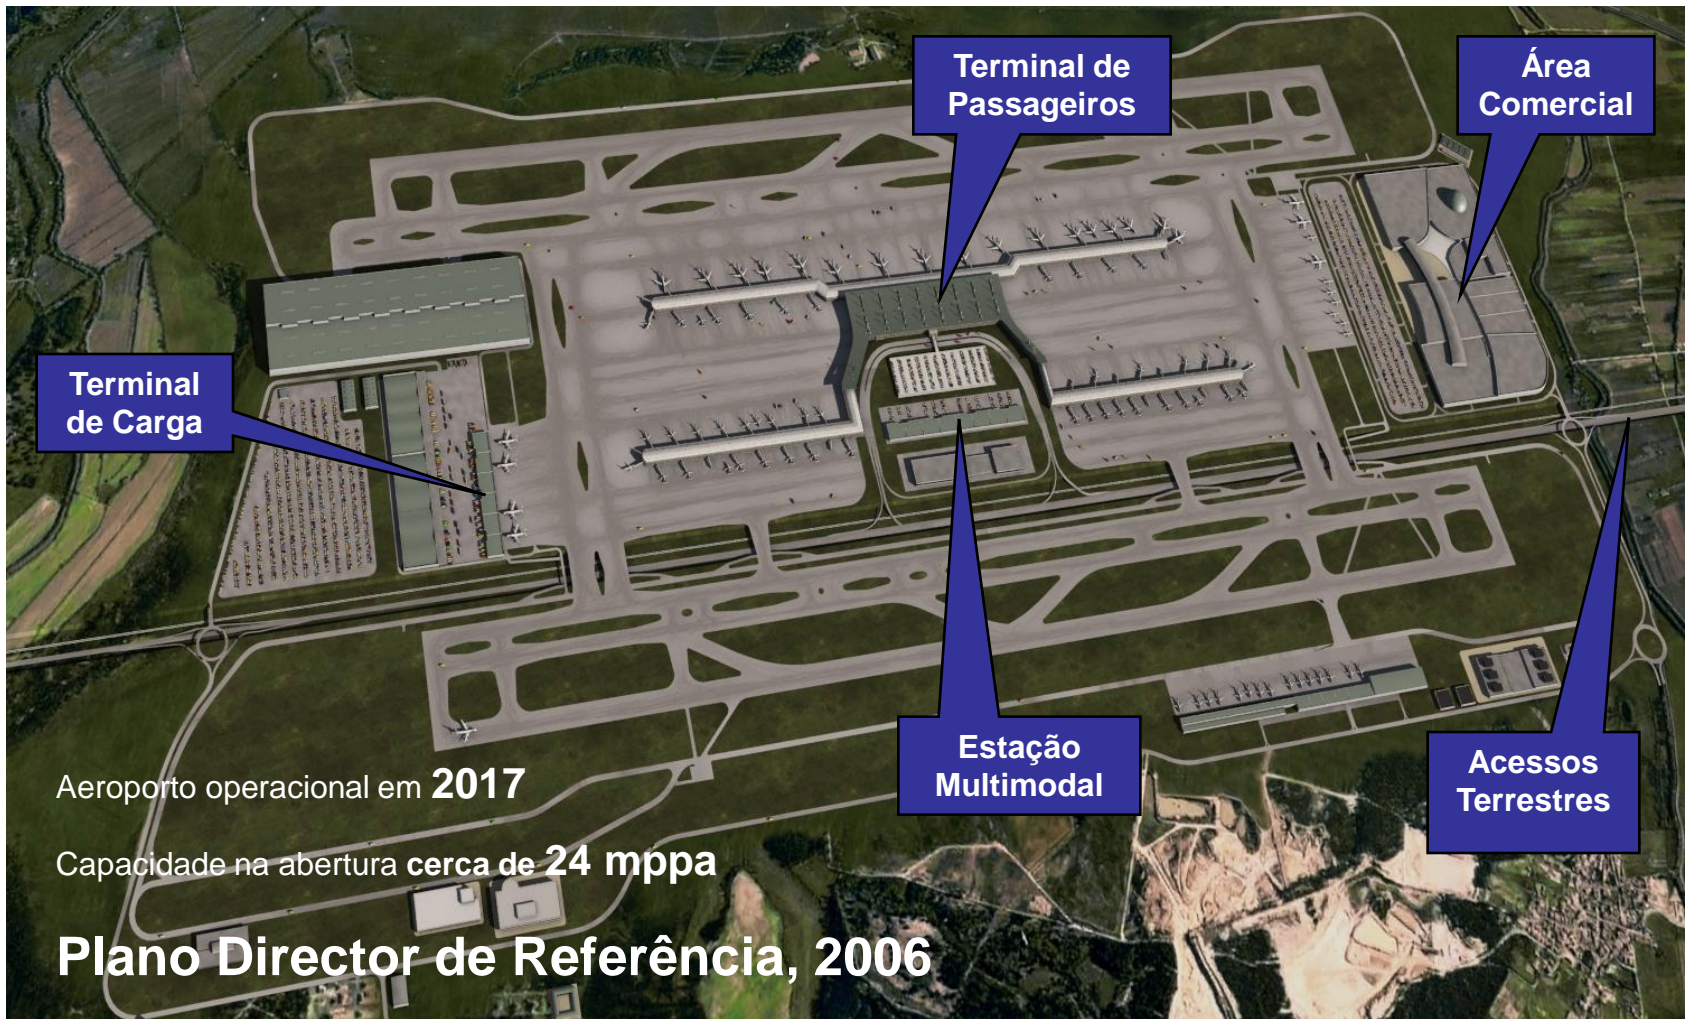 Terminal de
Passageiros
Área
Comercial
Terminal
de Carga
Estação
Multimodal
Acessos
Terrestres
Aeroporto operacional em 2017
Capacidade na abertura cerca de 24 mppa
Plano Director de Referência, 2006